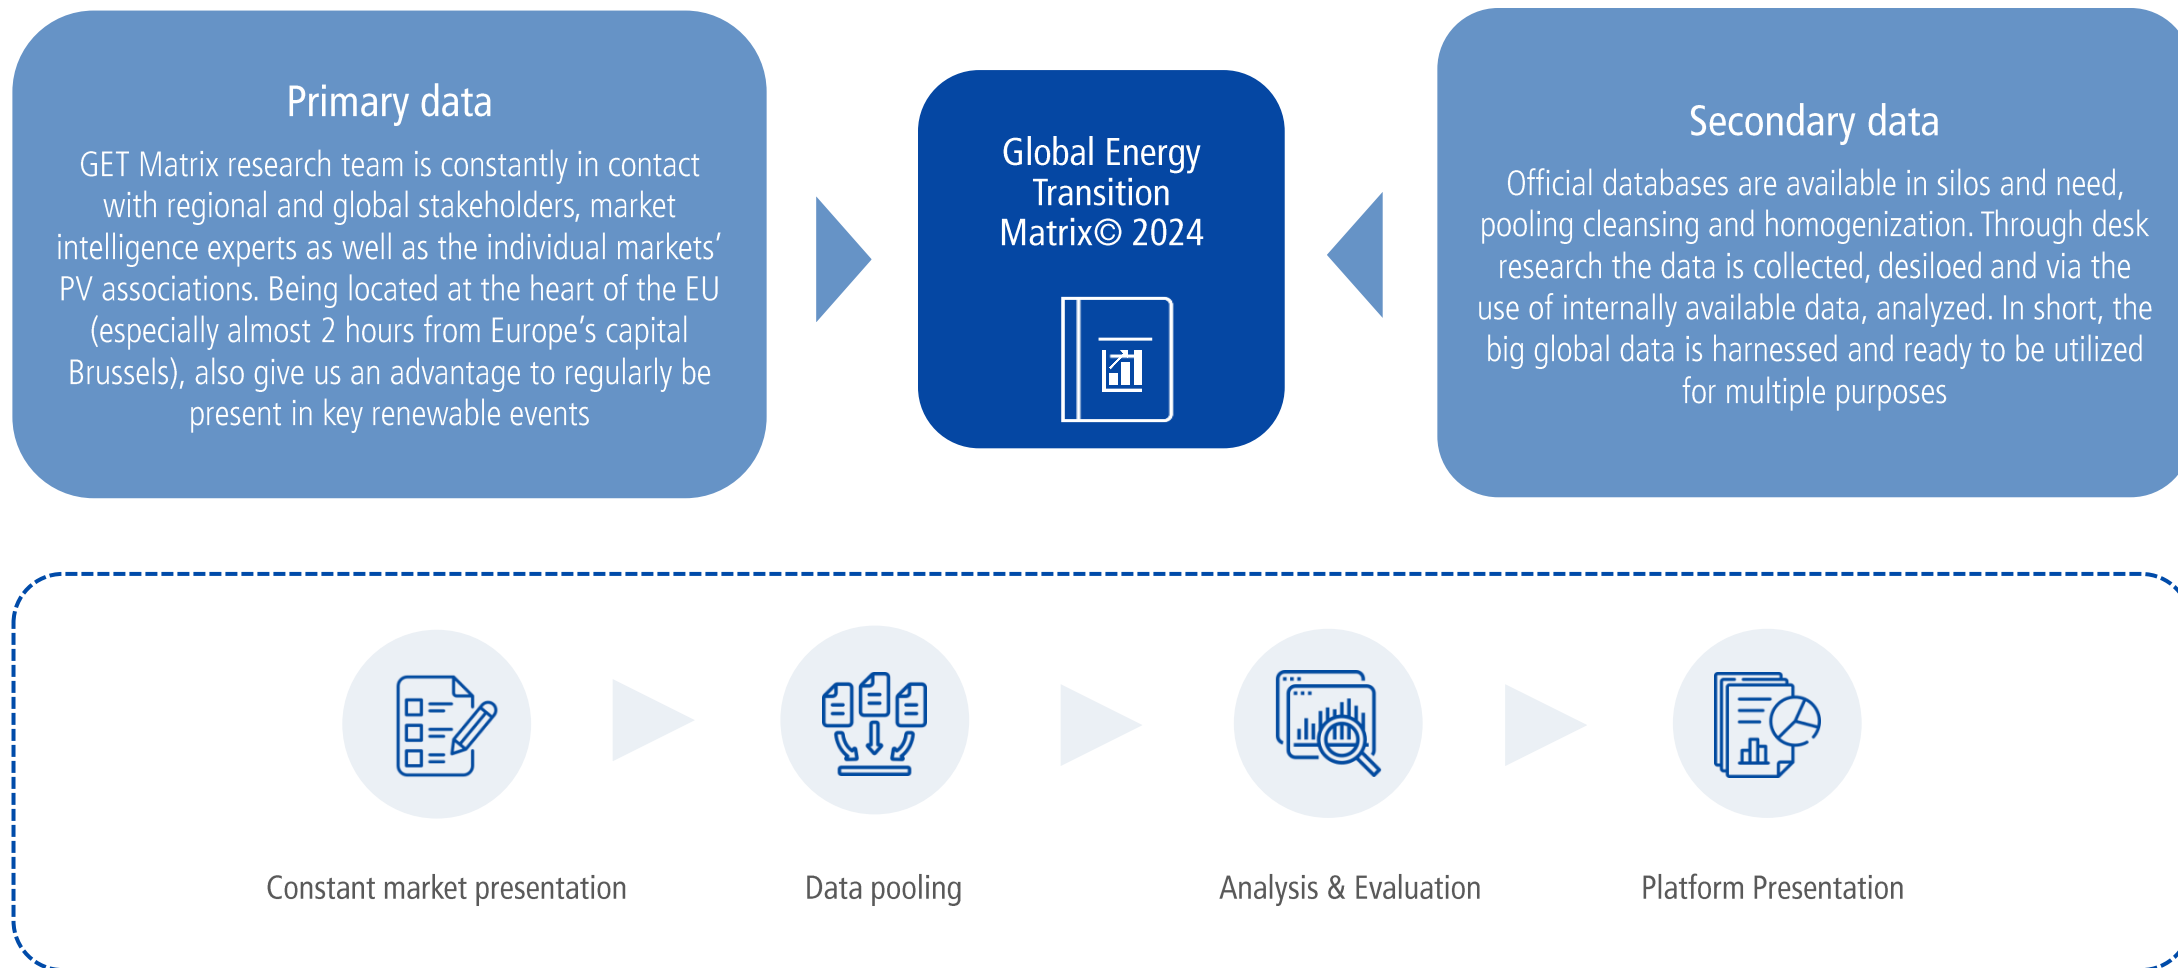 Primary data
GET Matrix research team is constantly in contact
with regional and global stakeholders, market
intelligence experts as well as the individual markets’
PV associations. Being located at the heart of the EU
(especially almost 2 hours from Europe’s capital
Brussels), also give us an advantage to regularly be
present in key renewable events
Global Energy
Transition
Matrix© 2024
Secondary data
Official databases are available in silos and need,
pooling cleansing and homogenization. Through desk
research the data is collected, desiloed and via the
use of internally available data, analyzed. In short, the
big global data is harnessed and ready to be utilized
for multiple purposes
Constant market presentation
Data pooling
Analysis & Evaluation
Platform Presentation